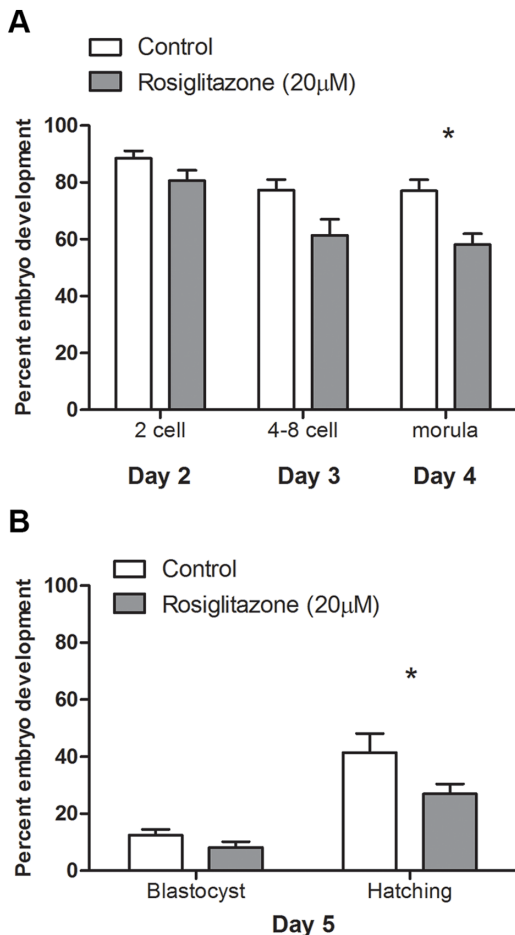 A
Control
Rosiglitazone (20µM)
Percent embryo development
100
80
60
40
20
0
*
2 cell
4-8 cell
morula
Day 2
Day 3
Day 4
B
Control
Rosiglitazone (20µM)
Percent embryo development
100
80
60
40
20
0
*
Blastocyst
Hatching
Day 5